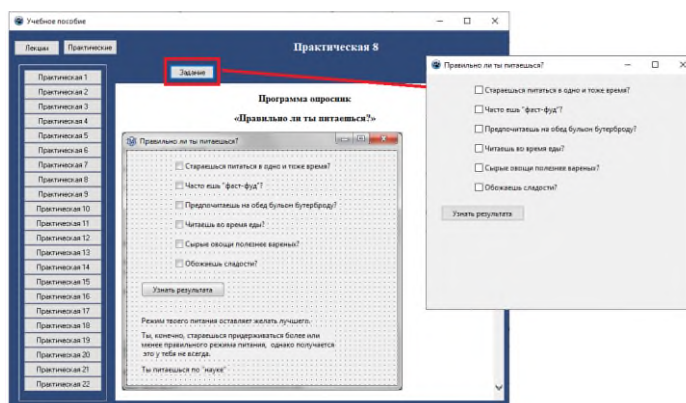 Учебное пособие
Лекции
Практические
Практическая 8
Задание
Практическая 1
Практическая 2
Практическая 3
Практическая 4
Практическая 5
Практическая 6
Практическая 7
Практическая 8
Практическая 9
Практическая 10
Практическая 11
Практическая 12
Практическая 13
Практическая 14
Практическая 15
Практическая 16
Практическая 17
Практическая 18
Практическая 19
Практическая 20
Практическая 21
Практическая 22
Программа опросник
«Правильно ли ты питаешься?»
Правильно ли ты питаешься?
Стараешься питаться в одно и тоже время?
Часто ешь "фаст-фуд"?
Предпочитаешь на обед бульон бутерброду?
Читаешь во время еды?
Сырые овощи полезнее вареных?
Обожаешь сладости?
Узнать результата
Режим твоего питания оставляет желать лучшего.
Ты, конечно, стараешься придерживаться более или
менее правильного режима питания, однако получается
это у тебя не всегда.
Ты питаешься по "науке"
Правильно ли ты питаешься?
Стараешься питаться в одно и тоже время?
Часто ешь "фаст-фуд"?
Предпочитаешь на обед бульон бутерброду?
Читаешь во время еды?
Сырые овощи полезнее вареных?
Обожаешь сладости?
Узнать результата